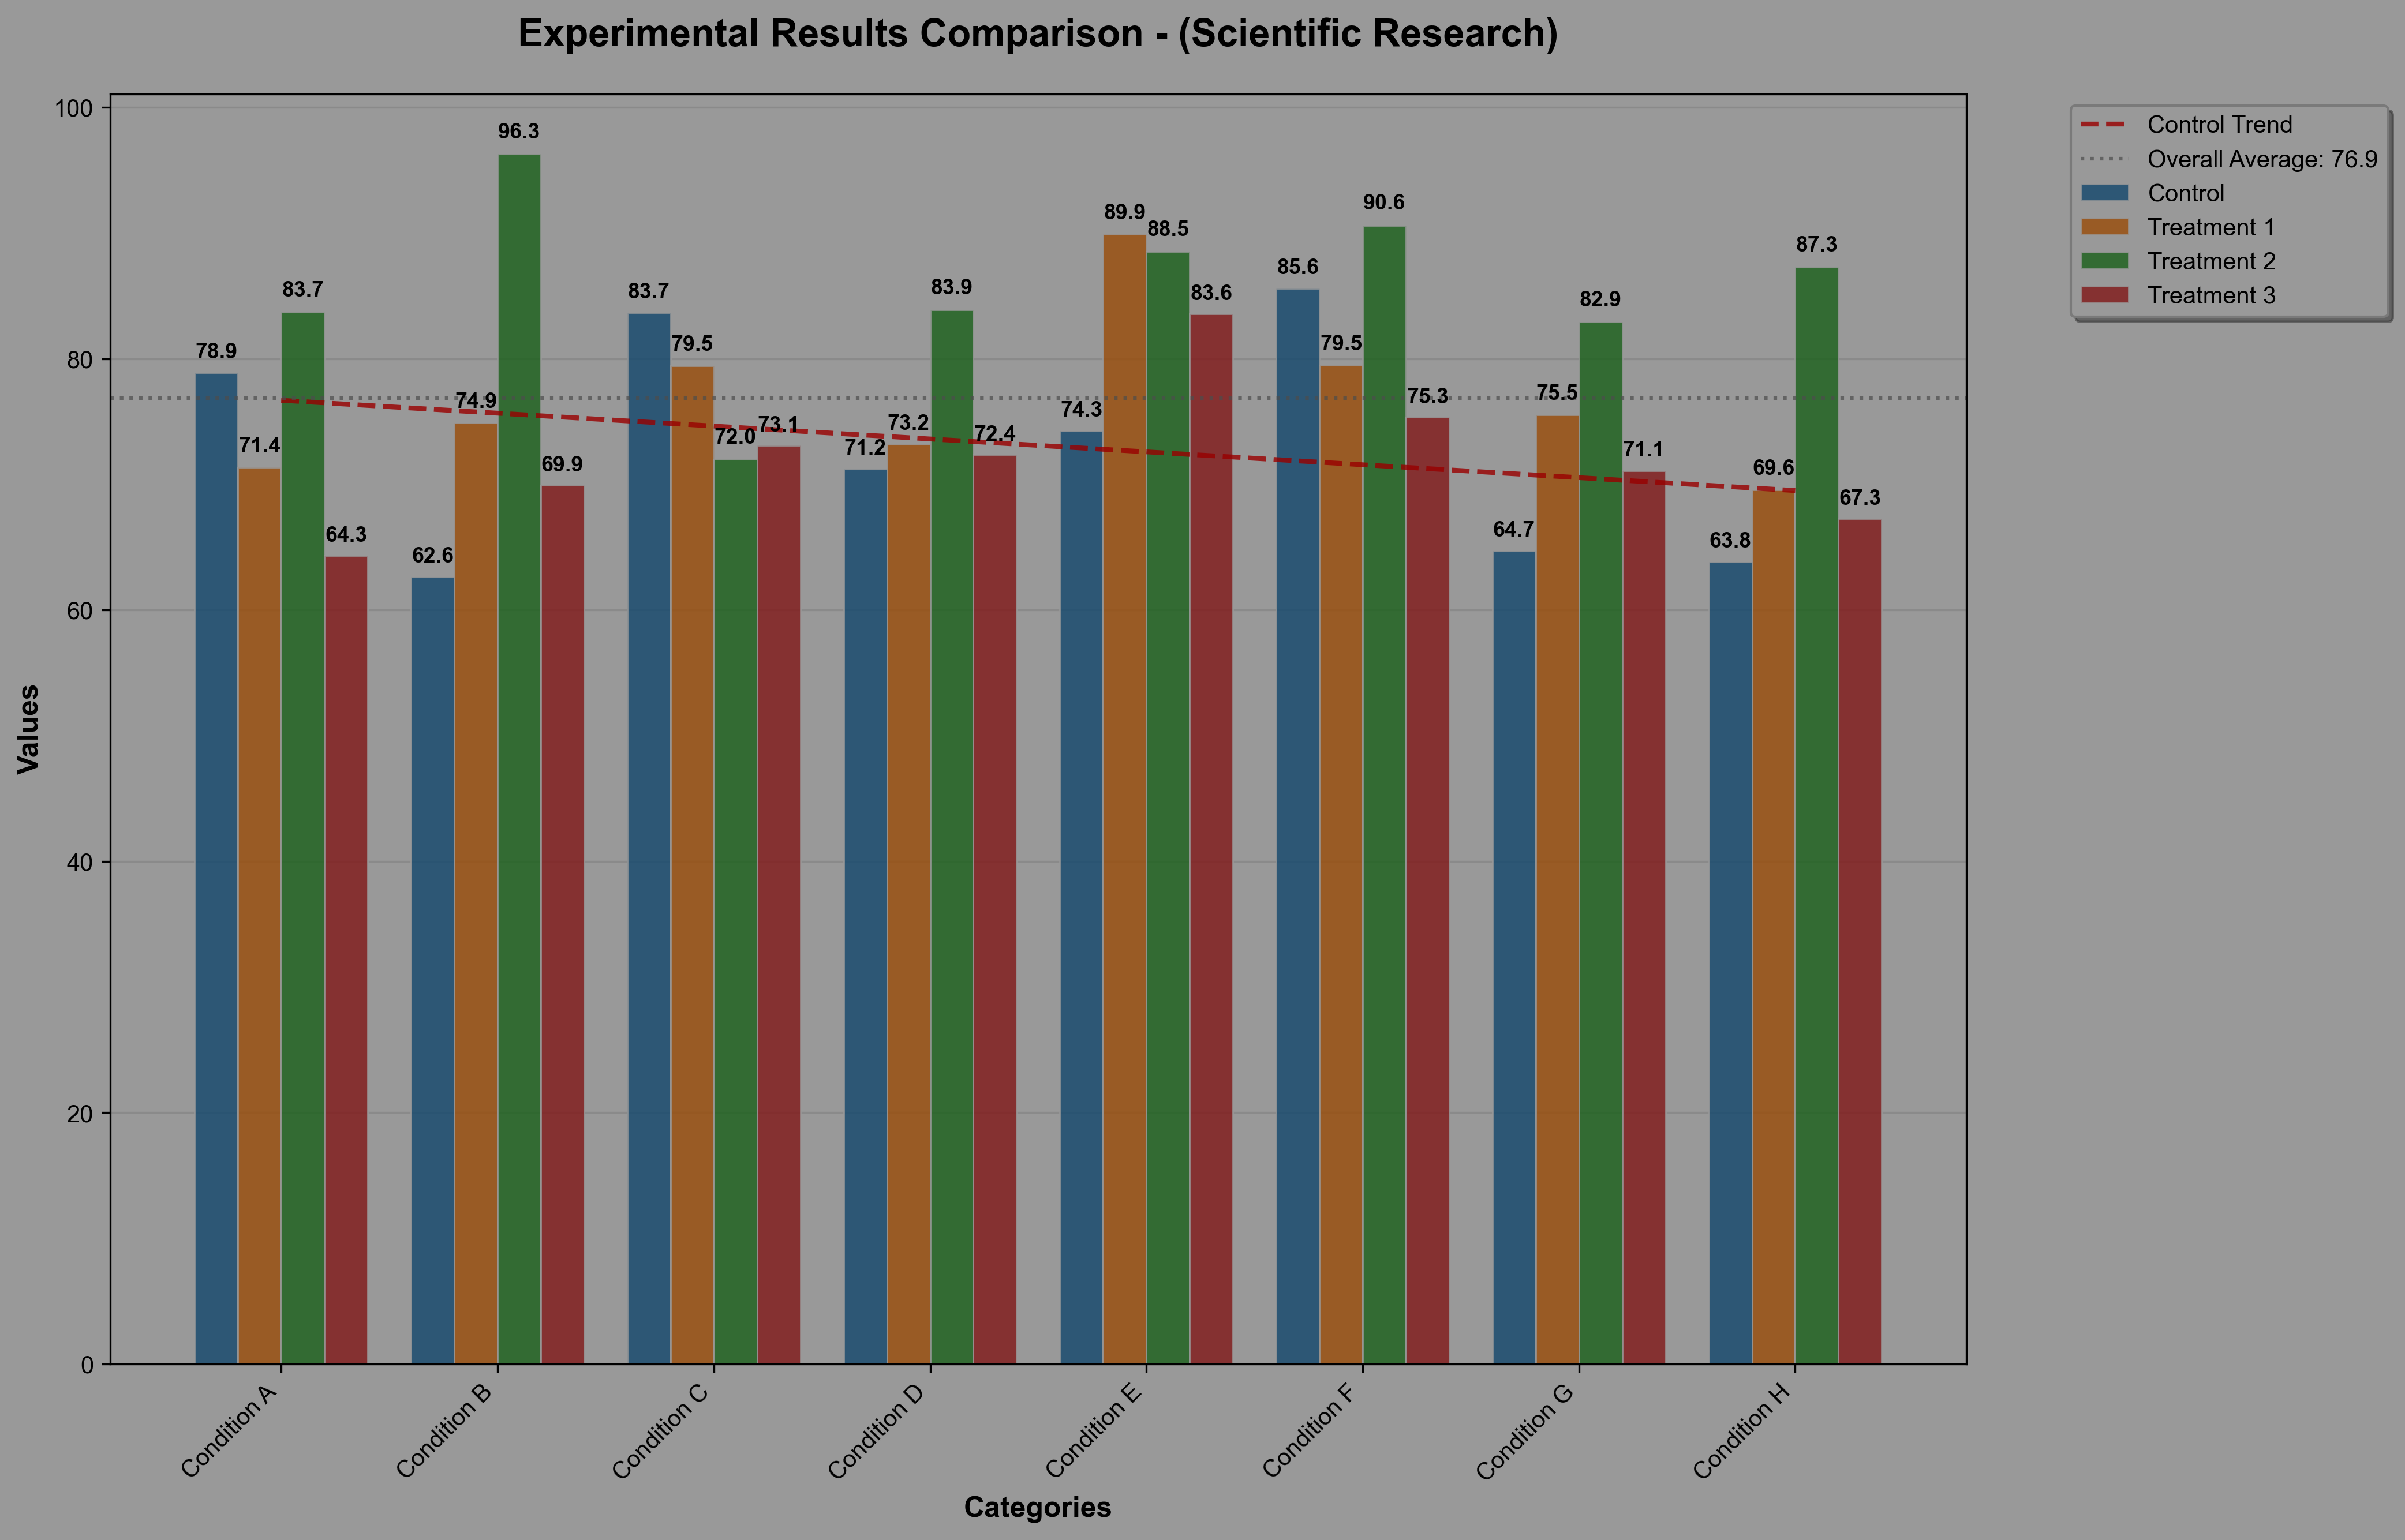 Experimental Results Comparison - (Scientific Research)
Control Trend
Overall Average: 76.9
Control
Treatment 1
Treatment 2
Treatment 3
Values
100
80
60
40
20
0
78.9
71.4
83.7
64.3
62.6
74.9
96.3
69.9
83.7
79.5
72.0
73.1
71.2
73.2
83.9
72.4
74.3
89.9
88.5
83.6
85.6
79.5
90.6
75.3
64.7
75.5
82.9
71.1
63.8
69.6
87.3
67.3
Condition A
Condition B
Condition C
Condition D
Condition E
Condition F
Condition G
Condition H
Categories